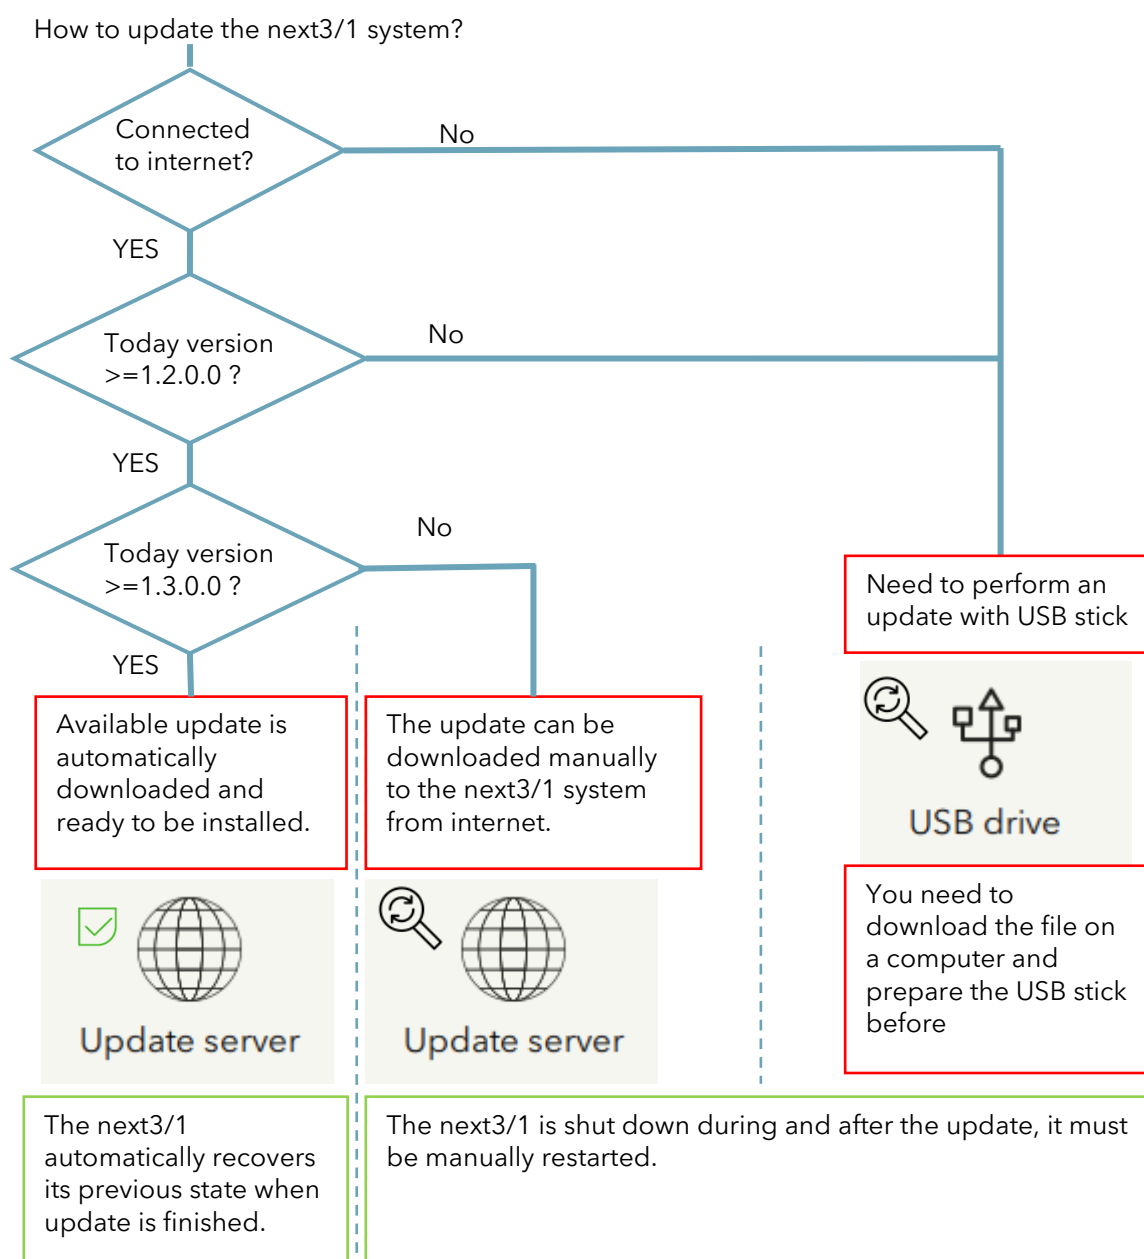 How to update the next3/1 system?
Connected
to internet?
No
YES
Today version
>=1.2.0.0 ?
No
YES
Today version
>=1.3.0.0 ?
No
YES
Need to perform an
update with USB stick
USB drive
You need to
download the file on
a computer and
prepare the USB stick
before
Available update is
automatically
downloaded and
ready to be installed.
The update can be
downloaded manually
to the next3/1 system
from internet.
Update server
Update server
The next3/1
automatically recovers
its previous state when
update is finished.
The next3/1 is shut down during and after the update, it must
be manually restarted.